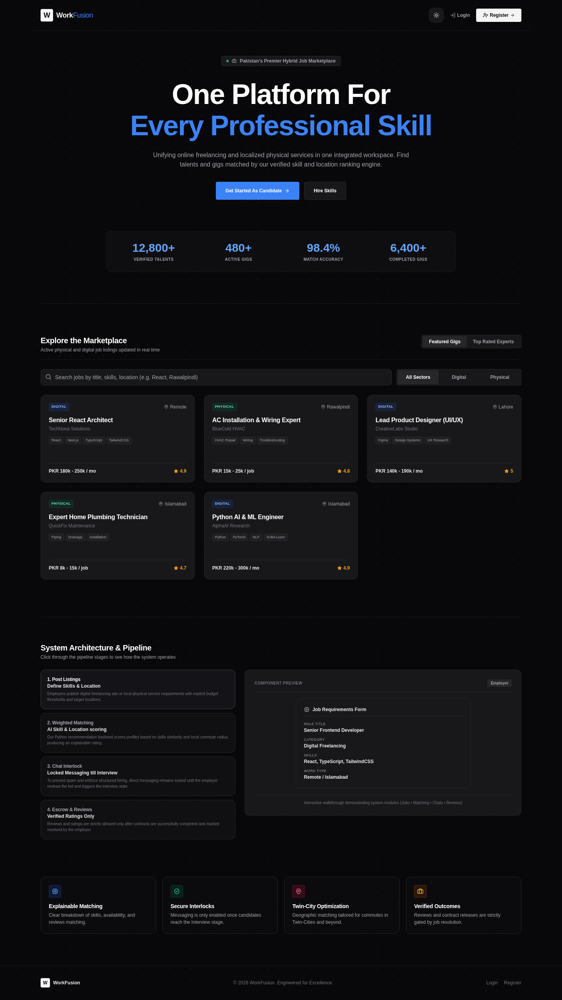 W WorkFusion
Login
Register
Pakistan's Premier Hybrid Job Marketplace
One Platform For
Every Professional Skill
Unifying online freelancing and localized physical services in one integrated workspace. Find
talents and gigs matched by our verified skill and location ranking engine.
Get Started As Candidate
Hire Skills
12,800+
VERIFIED TALENTS
480+
ACTIVE GIGS
98.4%
MATCH ACCURACY
6,400+
COMPLETED GIGS
Explore the Marketplace
Active physical and digital job listings updated in real time
Featured Gigs
Top Rated Experts
Search jobs by title, skills, location (e.g. React, Rawalpindi)
All Sectors
Digital
Physical
DIGITAL
Remote
Senior React Architect
TechNova Solutions
React Next.js TypeScript TailwindCSS
PKR 180k - 250k / mo
4.9
PHYSICAL
Rawalpindi
AC Installation & Wiring Expert
BlueCold HVAC
HVAC Repair Wiring Troubleshooting
PKR 15k - 25k / job
4.8
DIGITAL
Lahore
Lead Product Designer (UI/UX)
CreativeLabs Studio
Figma Design Systems UX Research
PKR 140k - 190k / mo
5
PHYSICAL
Islamabad
Expert Home Plumbing Technician
QuickFix Maintenance
Piping Drainage Installation
PKR 8k - 15k / job
4.7
DIGITAL
Islamabad
Python AI & ML Engineer
AlphaAI Research
Python PyTorch NLP Scikit-Learn
PKR 220k - 300k / mo
4.9
System Architecture & Pipeline
Click through the pipeline stages to see how the system operates
1. Post Listings
Define Skills & Location
Employers publish digital freelancing ads or local physical service requirements with explicit budget
thresholds and target locations.
2. Weighted Matching
AI Skill & Location scoring
Our Python recommendation backend scores profiles based on skills similarity and local commute radius,
producing an explainable rating.
3. Chat Interlock
Locked Messaging till Interview
To prevent spam and enforce structured hiring, direct messaging remains locked until the employer
reviews the bid and triggers the interview state.
4. Escrow & Reviews
Verified Ratings Only
Reviews and ratings are strictly allowed only after contracts are successfully completed and marked
resolved by the employer.
COMPONENT PREVIEW
Employer
Job Requirements Form
ROLE TITLE
Senior Frontend Developer
CATEGORY
Digital Freelancing
SKILLS
React, TypeScript, TailwindCSS
WORK TYPE
Remote / Islamabad
Interactive walkthrough demonstrating system modules (Jobs • Matching • Chats • Reviews)
Explainable Matching
Clear breakdown of skills, availability, and
reviews matching.
Secure Interlocks
Messaging is only enabled once candidates
reach the Interview stage.
Twin-City Optimization
Geographic matching tailored for commutes in
Twin-Cities and beyond.
Verified Outcomes
Reviews and contract releases are strictly
gated by job resolution.
W WorkFusion
© 2026 WorkFusion. Engineered for Excellence.
Login
Register